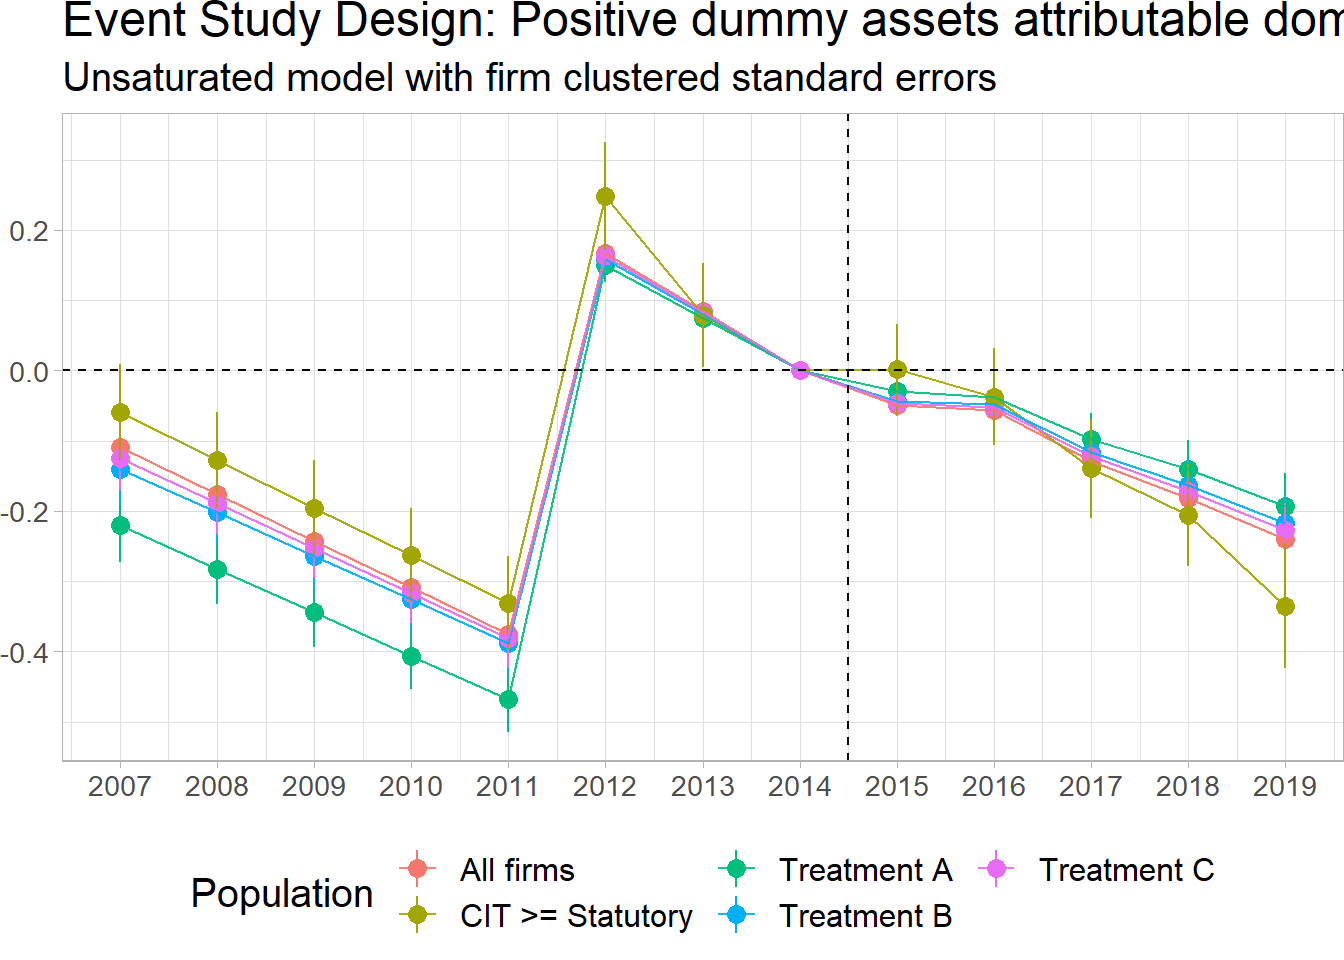 Event Study Design: Positive dummy assets attributable
Unsaturated model with firm clustered standard errors
0.2
0.0
-0.2
-0.4
2007 2008 2009 2010 2011 2012 2013 2014 2015 2016 2017 2018 2019
Population
All firms
CIT >= Statutory
Treatment A
Treatment B
Treatment C